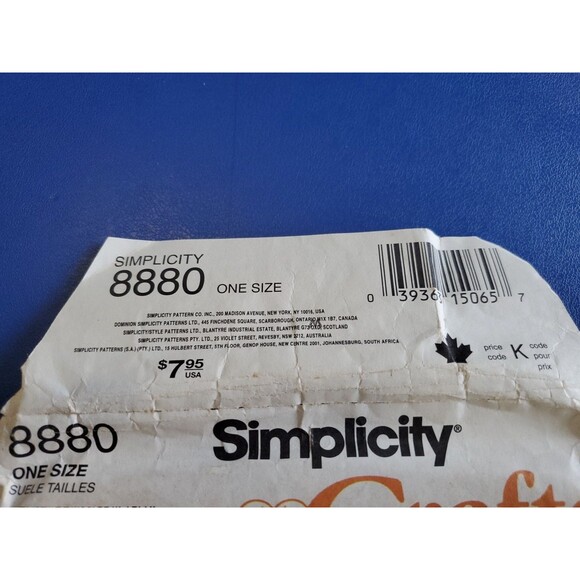 SIMPLICITY
8880 ONE SIZE
SIMPLICITY PATTERN CO. INC., 200 MADISON AVENUE, NEW YORK, NY 10016, USA
DOMINION SIMPLICITY PATTERNS LTD., 445 FINCHDENE SQUARE, SCARBOROUGH, ONTARIO M1X 1B7, CANADA
SIMPLICITY/STYLE PATTERNS LTD., BLANTYRE INDUSTRIAL ESTATE, BLANTYRE SCOTLAND
SIMPLICITY PATTERNS PTY. LTD., 25 VIOLET STREET, REVESBY, NSW 2212, AUSTRALIA
SIMPLICITY PATTERNS (S.A.) (PTY.) LTD., 15 HULBERT STREET, 5TH FLOOR, GENOP HOUSE, NEW CENTRE 2001, JOHANNESBURG, SOUTH AFRICA
$7.95
USA
0 3936 15065 7
price code K code pour prix
8880
ONE SIZE
SUELE TAILLES
Simplicity®
Crafts